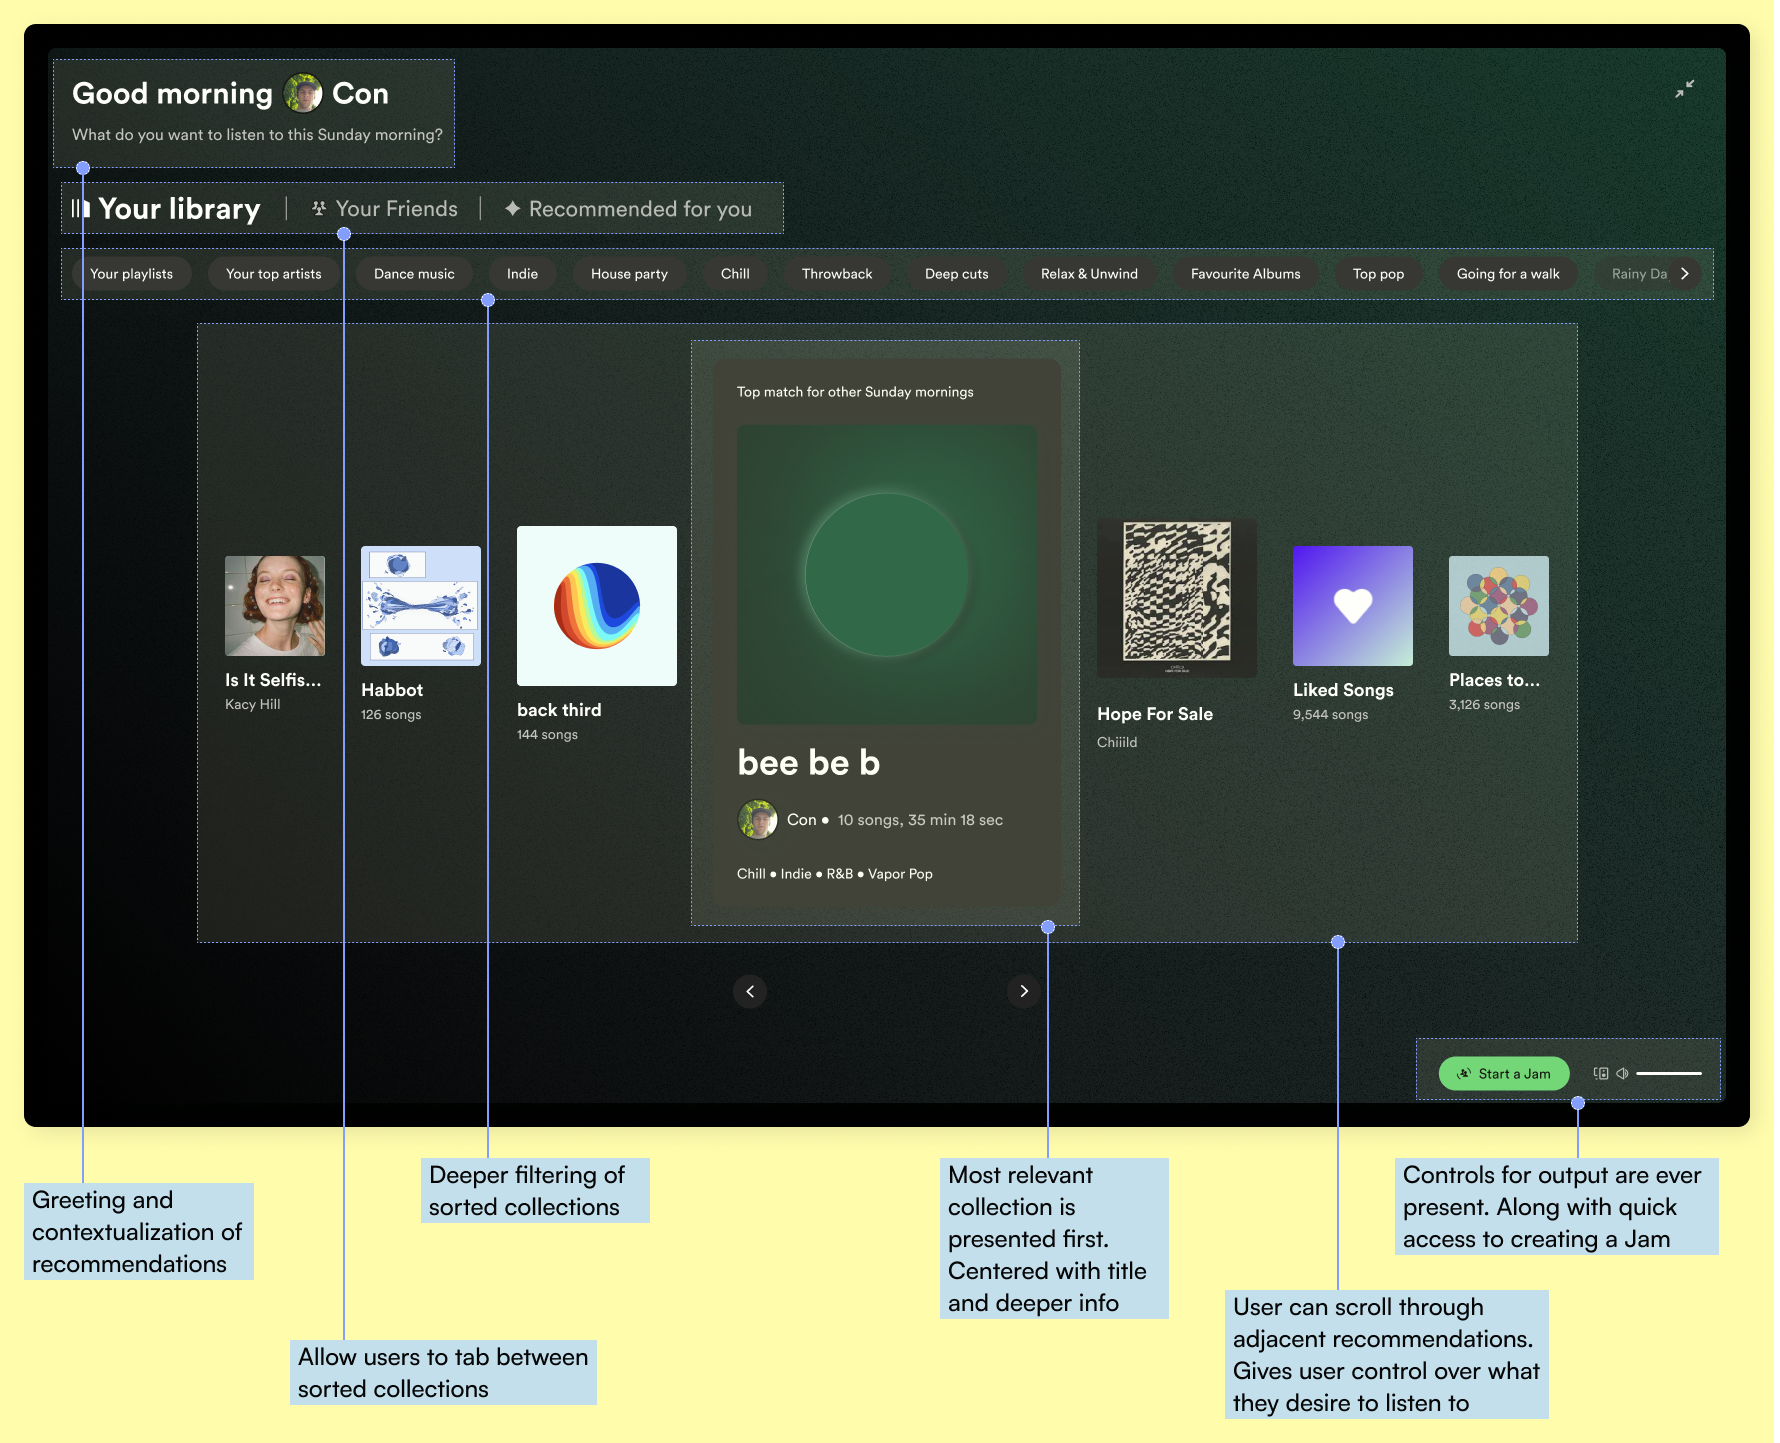 Good morning Con
What do you want to listen to this Sunday morning?
Your library | Your Friends | Recommended for you
Your playlists Your top artists Dance music Indie House party Chill Throwback Deep cuts Relax & Unwind Favourite Albums Top pop Going for a walk Rainy Da
Top match for other Sunday mornings
Is It Selfis...
Kacy Hill
Habbot
126 songs
back third
144 songs
bee be b
Con • 10 songs, 35 min 18 sec
Chill • Indie • R&B • Vapor Pop
Hope For Sale
Chiiild
Liked Songs
9,544 songs
Places to...
3,126 songs
Start a Jam
Greeting and
contextualization of
recommendations
Allow users to tab between
sorted collections
Deeper filtering of
sorted collections
Most relevant
collection is
presented first.
Centered with title
and deeper info
User can scroll through
adjacent recommendations.
Gives user control over what
they desire to listen to
Controls for output are ever
present. Along with quick
access to creating a Jam